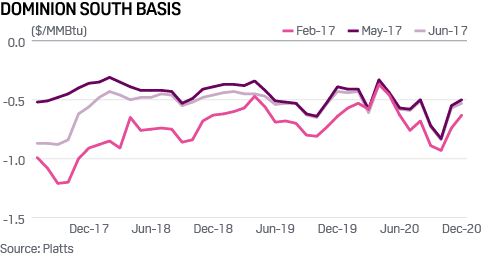 DOMINION SOUTH BASIS
($/MMBtu) Feb-17 May-17 Jun-17
0.0
-0.5
-1.0
-1.5
Dec-17 Jun-18 Dec-18 Jun-19 Dec-19 Jun-20 Dec-20
Source: Platts